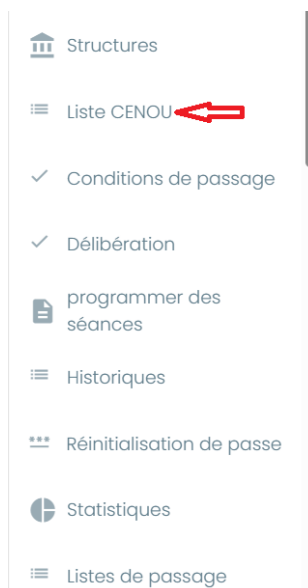 Structures
Liste CENOU
Conditions de passage
Délibération
programmer des
séances
Historiques
Réinitialisation de passe
Statistiques
Listes de passage